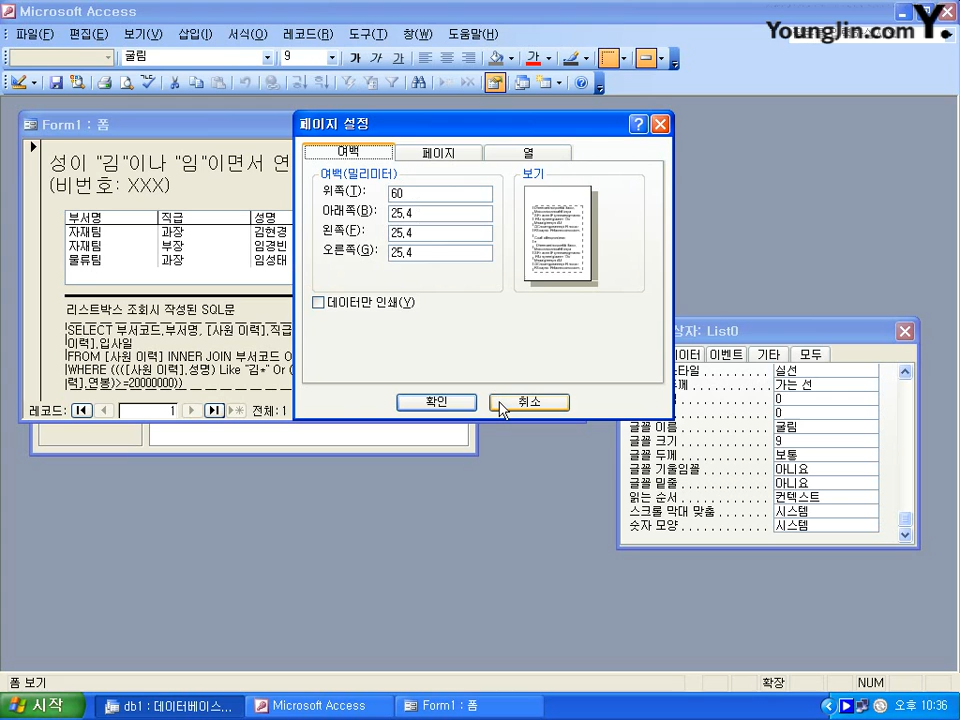 Microsoft Access
Younglin.com Y.
파일(F) 편집(E) 보기(V) 삽입(I) 서식(O) 레코드(R) 도구(T) 창(W) 도움말(H)
굴림 9 가 가 가 가
Form1 : 폼
성이 "김"이나 "임"이면서 연
(비번호: XXX)
부서명 직급 성명
자재팀 과장 김현경
자재팀 부장 임경빈
물류팀 과장 임성태
리스트박스 조회시 작성된 SQL문
SELECT 부서코드.부서명, [사원 이력].직급
이력].입사일
FROM [사원 이력] INNER JOIN 부서코드 O
WHERE ((([사원 이력].성명) Like "김*" Or (
력].연봉)>=20000000))
레코드: 1 전체: 1
페이지 설정
여백 페이지 열
여백(밀리미터)
위쪽(T): 60
아래쪽(B): 25.4
왼쪽(F): 25.4
오른쪽(G): 25.4
보기
데이터만 인쇄(Y)
확인 취소
상자: List0
이터 이벤트 기타 모두
타일 실선
두께 가는 선
0
0
글꼴 이름 굴림
글꼴 크기 9
글꼴 두께 보통
글꼴 기울임꼴 아니요
글꼴 밑줄 아니요
읽는 순서 컨텍스트
스크롤 막대 맞춤 시스템
숫자 모양 시스템
폼 보기 확장 NUM
시작 db1 : 데이터베이스... Microsoft Access Form1 : 폼 오후 10:36